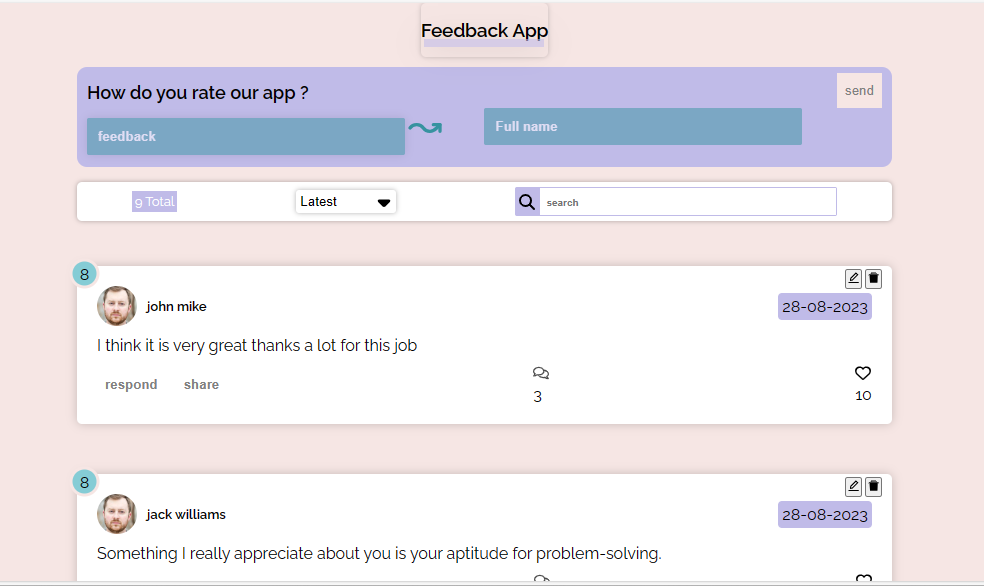 Feedback App
How do you rate our app ?
send
feedback
Full name
9 Total
Latest
search
8
john mike
28-08-2023
I think it is very great thanks a lot for this job
respond share
3
10
8
jack williams
28-08-2023
Something I really appreciate about you is your aptitude for problem-solving.